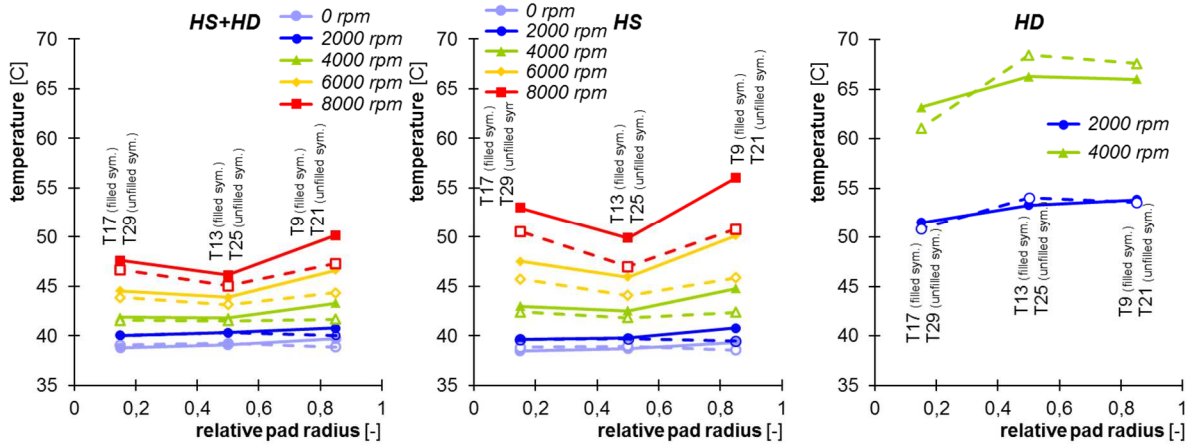 HS+HD
0 rpm
2000 rpm
4000 rpm
6000 rpm
8000 rpm
temperature [C]
70
65
60
55
50
45
40
35
T17 (filled sym.)
T29 (unfilled sym.)
T13 (filled sym.)
T25 (unfilled sym.)
T9 (filled sym.)
T21 (unfilled sym.)
0
0,2
0,4
0,6
0,8
1
relative pad radius [-]
HS
0 rpm
2000 rpm
4000 rpm
6000 rpm
8000 rpm
temperature [C]
70
65
60
55
50
45
40
35
T17 (filled sym.)
T29 (unfilled sym.)
T13 (filled sym.)
T25 (unfilled sym.)
T9 (filled sym.)
T21 (unfilled sym.)
0
0,2
0,4
0,6
0,8
1
relative pad radius [-]
HD
2000 rpm
4000 rpm
temperature [C]
70
65
60
55
50
45
40
35
T17 (filled sym.)
T29 (unfilled sym.)
T13 (filled sym.)
T25 (unfilled sym.)
T9 (filled sym.)
T21 (unfilled sym.)
0
0,2
0,4
0,6
0,8
1
relative pad radius [-]